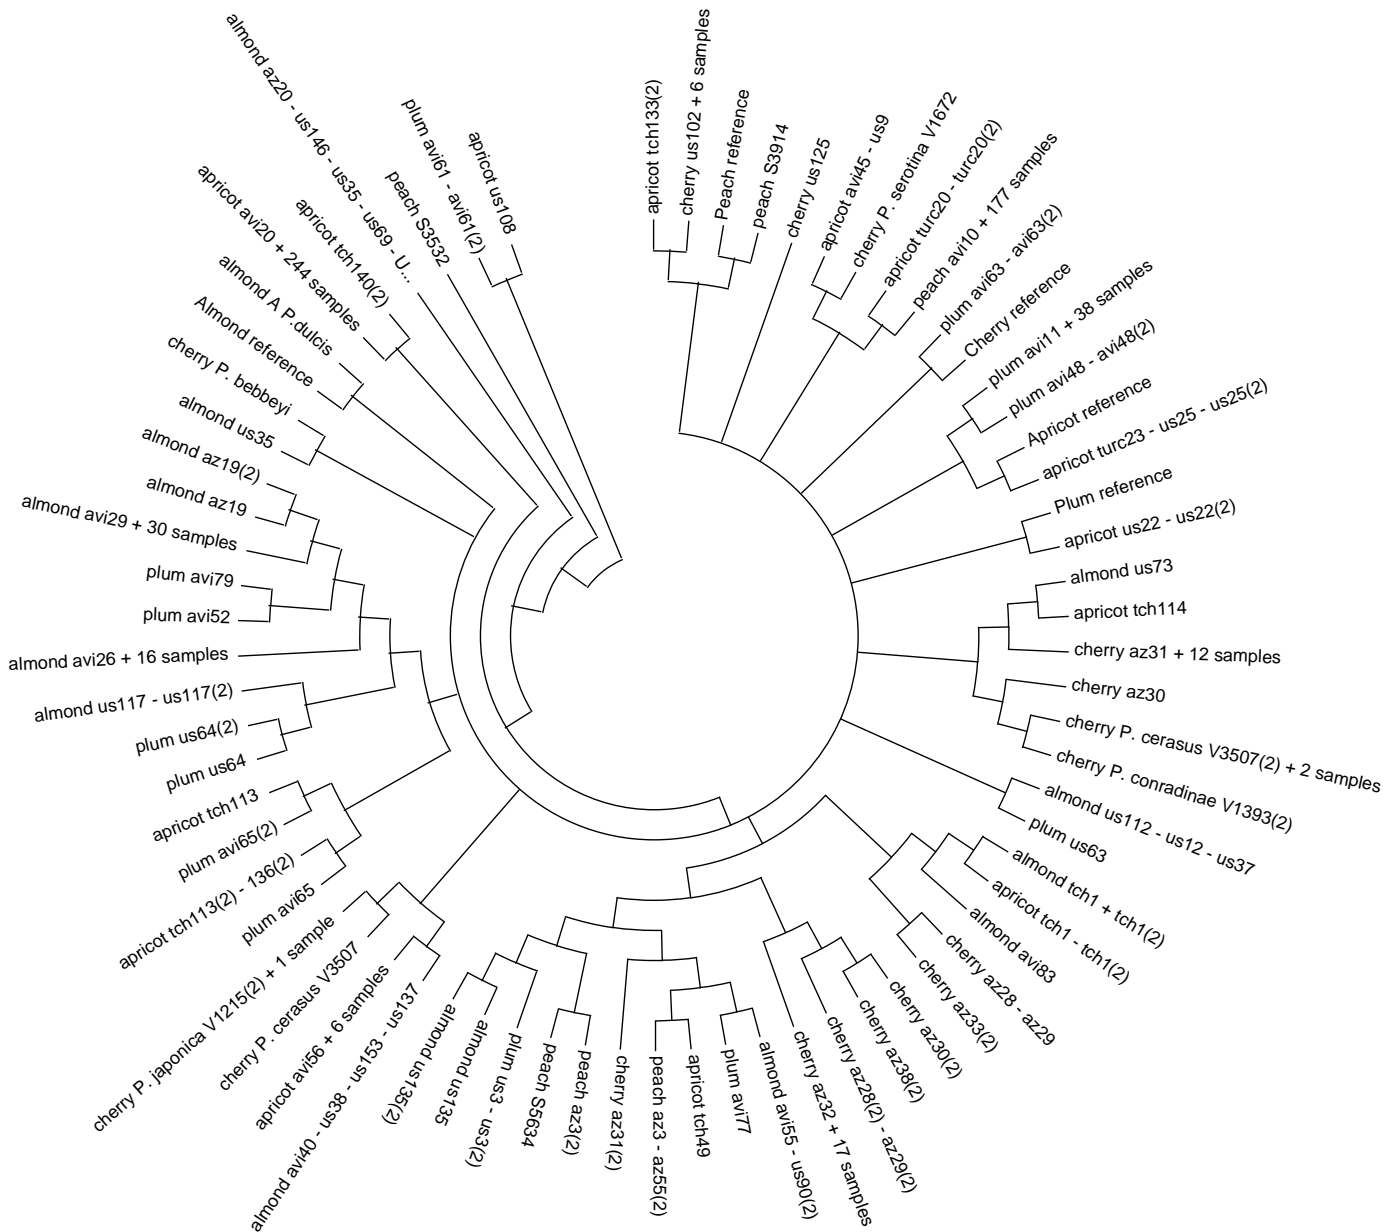 apricot tch133(2)
cherry us102 + 6 samples
Peach reference
peach S3914
cherry us125
apricot avi45 - us9
cherry P. serotina V1672
apricot turc20 - turc20(2)
peach avi10 + 177 samples
plum avi63 - avi63(2)
Cherry reference
plum avi11 + 38 samples
plum avi48 - avi48(2)
Apricot reference
apricot turc23 - us25 - us25(2)
Plum reference
apricot us22 - us22(2)
almond us73
apricot tch114
cherry az31 + 12 samples
cherry az30
cherry P. cerasus V3507(2) + 2 samples
cherry P. conradinae V1393(2)
almond us112 - us12 - us37
plum us63
almond tch1 + tch1(2)
apricot tch1 - tch1(2)
almond avi83
cherry az28 - az29
cherry az33(2)
cherry az30(2)
cherry az38(2)
cherry az28(2) - az29(2)
cherry az32 + 17 samples
almond avi55 - us90(2)
plum avi77
apricot tch49
peach az3 - az55(2)
cherry az31(2)
peach az3(2)
peach S5634
plum us3 - us3(2)
almond us135
almond us135(2)
almond avi40 - us38 - us153 - us137
apricot avi56 + 6 samples
cherry P. cerasus V3507
cherry P. japonica V1215(2) + 1 sample
plum avi65
apricot tch113(2) - 136(2)
plum avi65(2)
apricot tch113
plum us64
plum us64(2)
almond us117 - us117(2)
almond avi26 + 16 samples
plum avi52
plum avi79
almond avi29 + 30 samples
almond az19
almond az19(2)
almond us35
cherry P. bebbeyi
Almond reference
almond A P.dulcis
apricot avi20 + 244 samples
apricot tch140(2)
almond az20 - us146 - us35 - us69 - U...
peach S3532
plum avi61 - avi61(2)
apricot us108